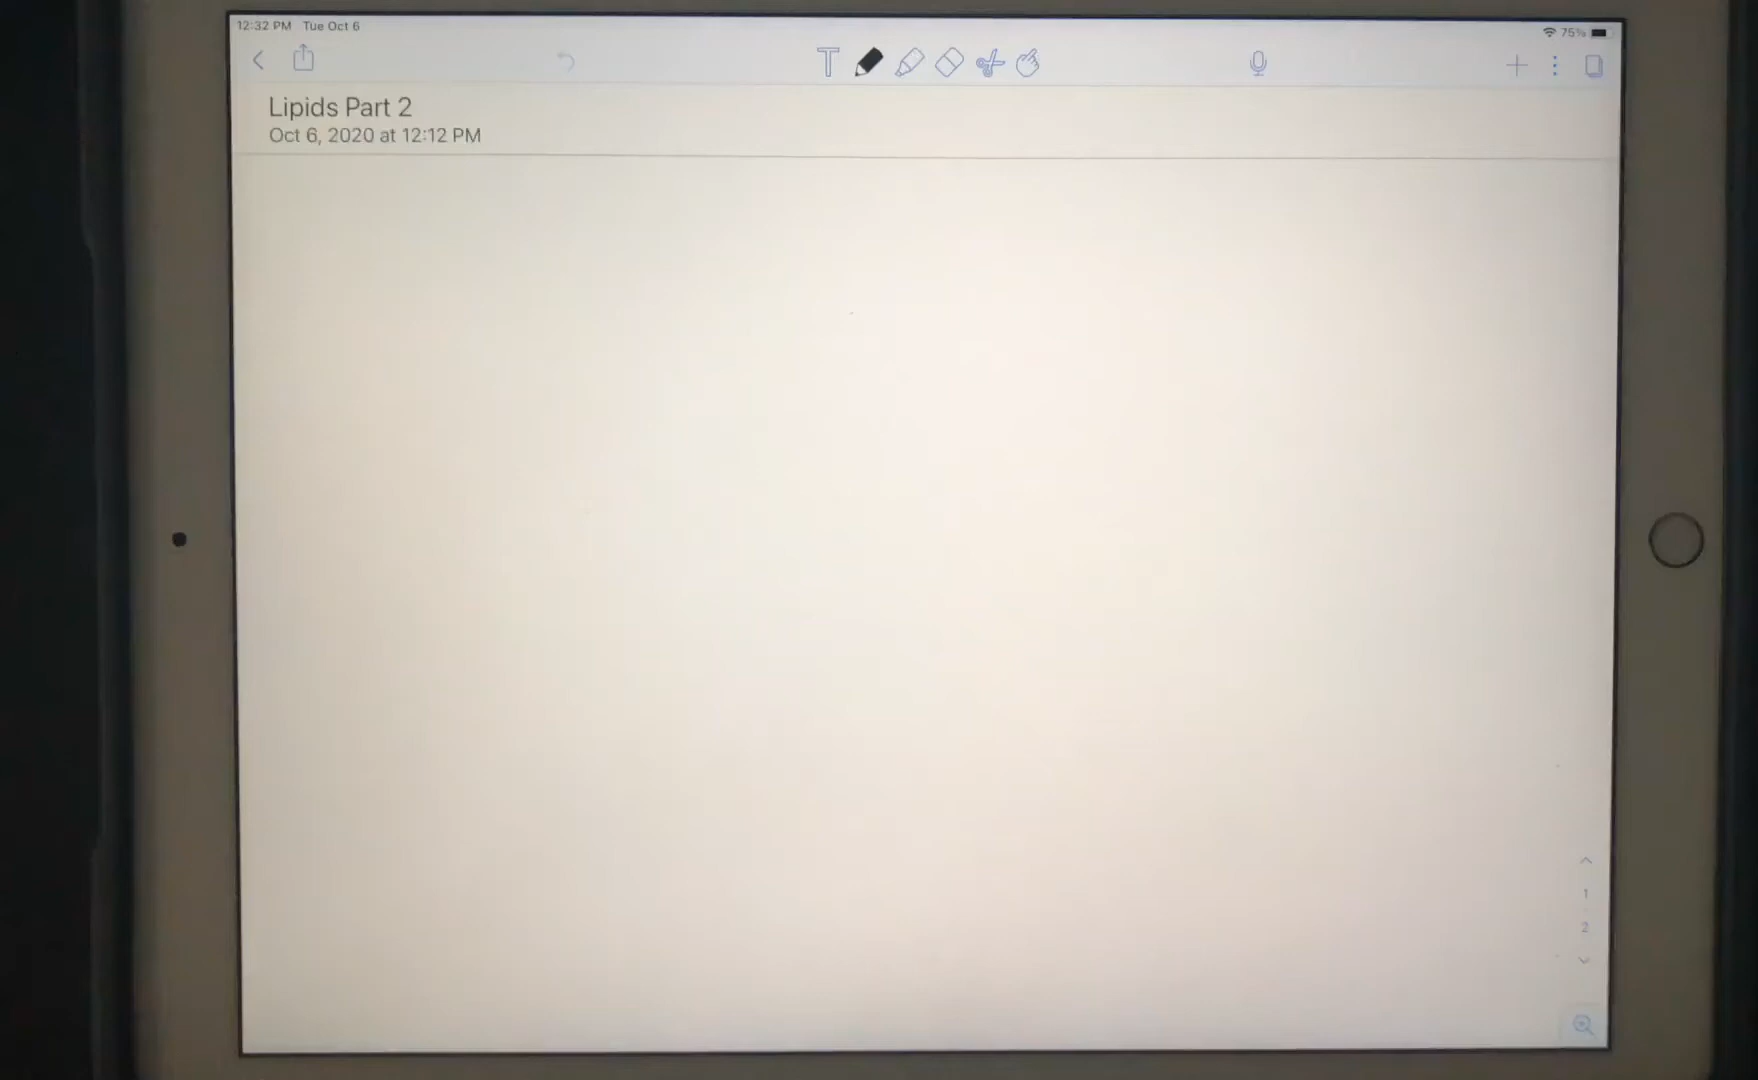 12:32 PM Tue Oct 6
75%
T
Lipids Part 2
Oct 6, 2020 at 12:12 PM
1
2